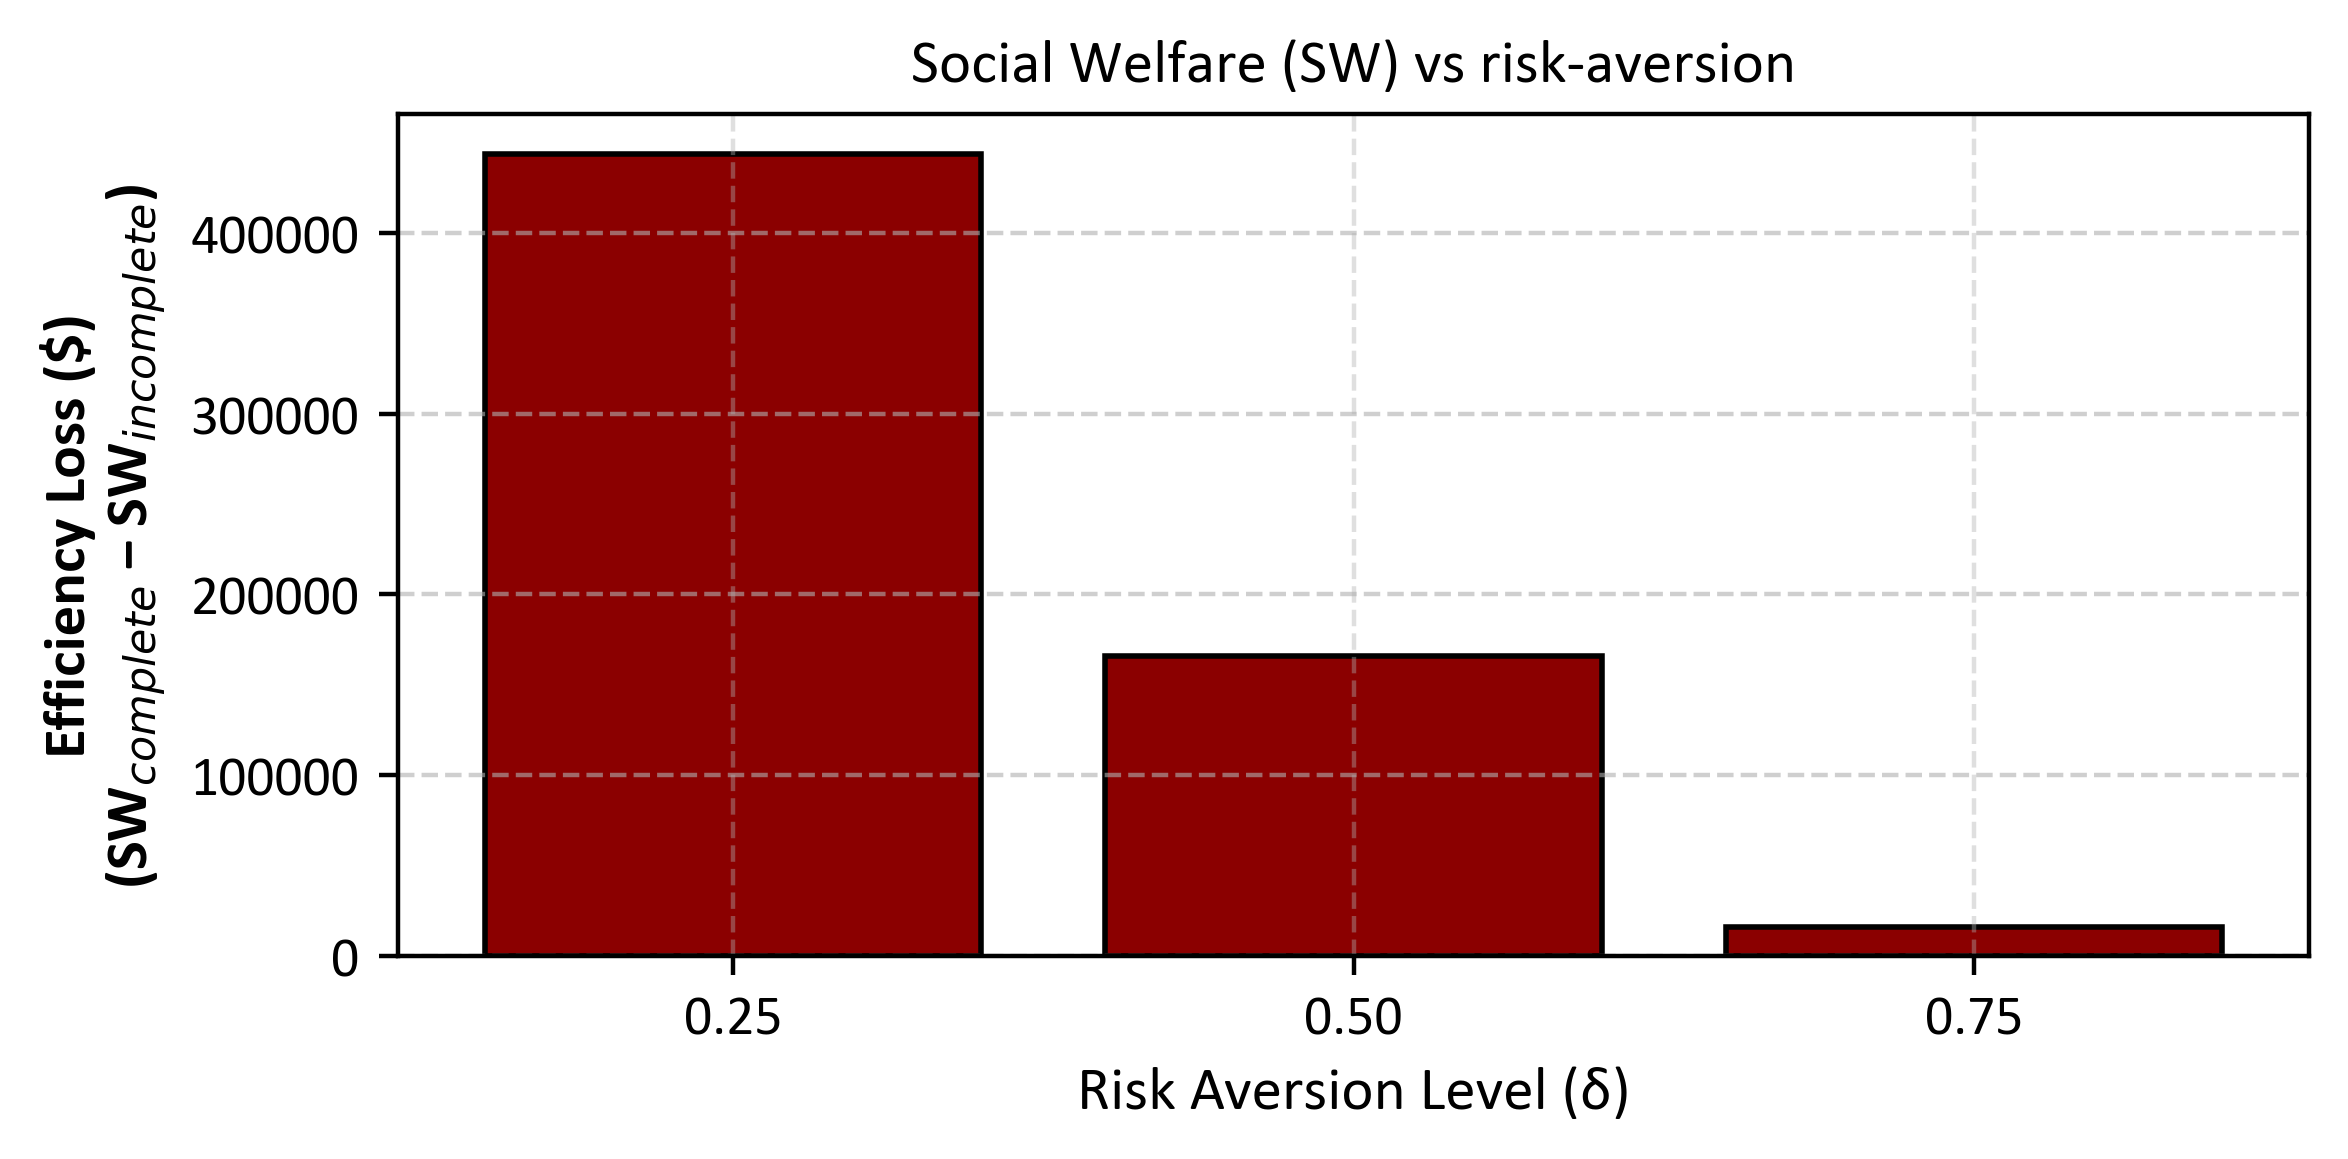 Social Welfare (SW) vs risk-aversion
Efficiency Loss ($)
(SWcomplete − SWincomplete)
400000
300000
200000
100000
0
0.25 0.50 0.75
Risk Aversion Level (δ)